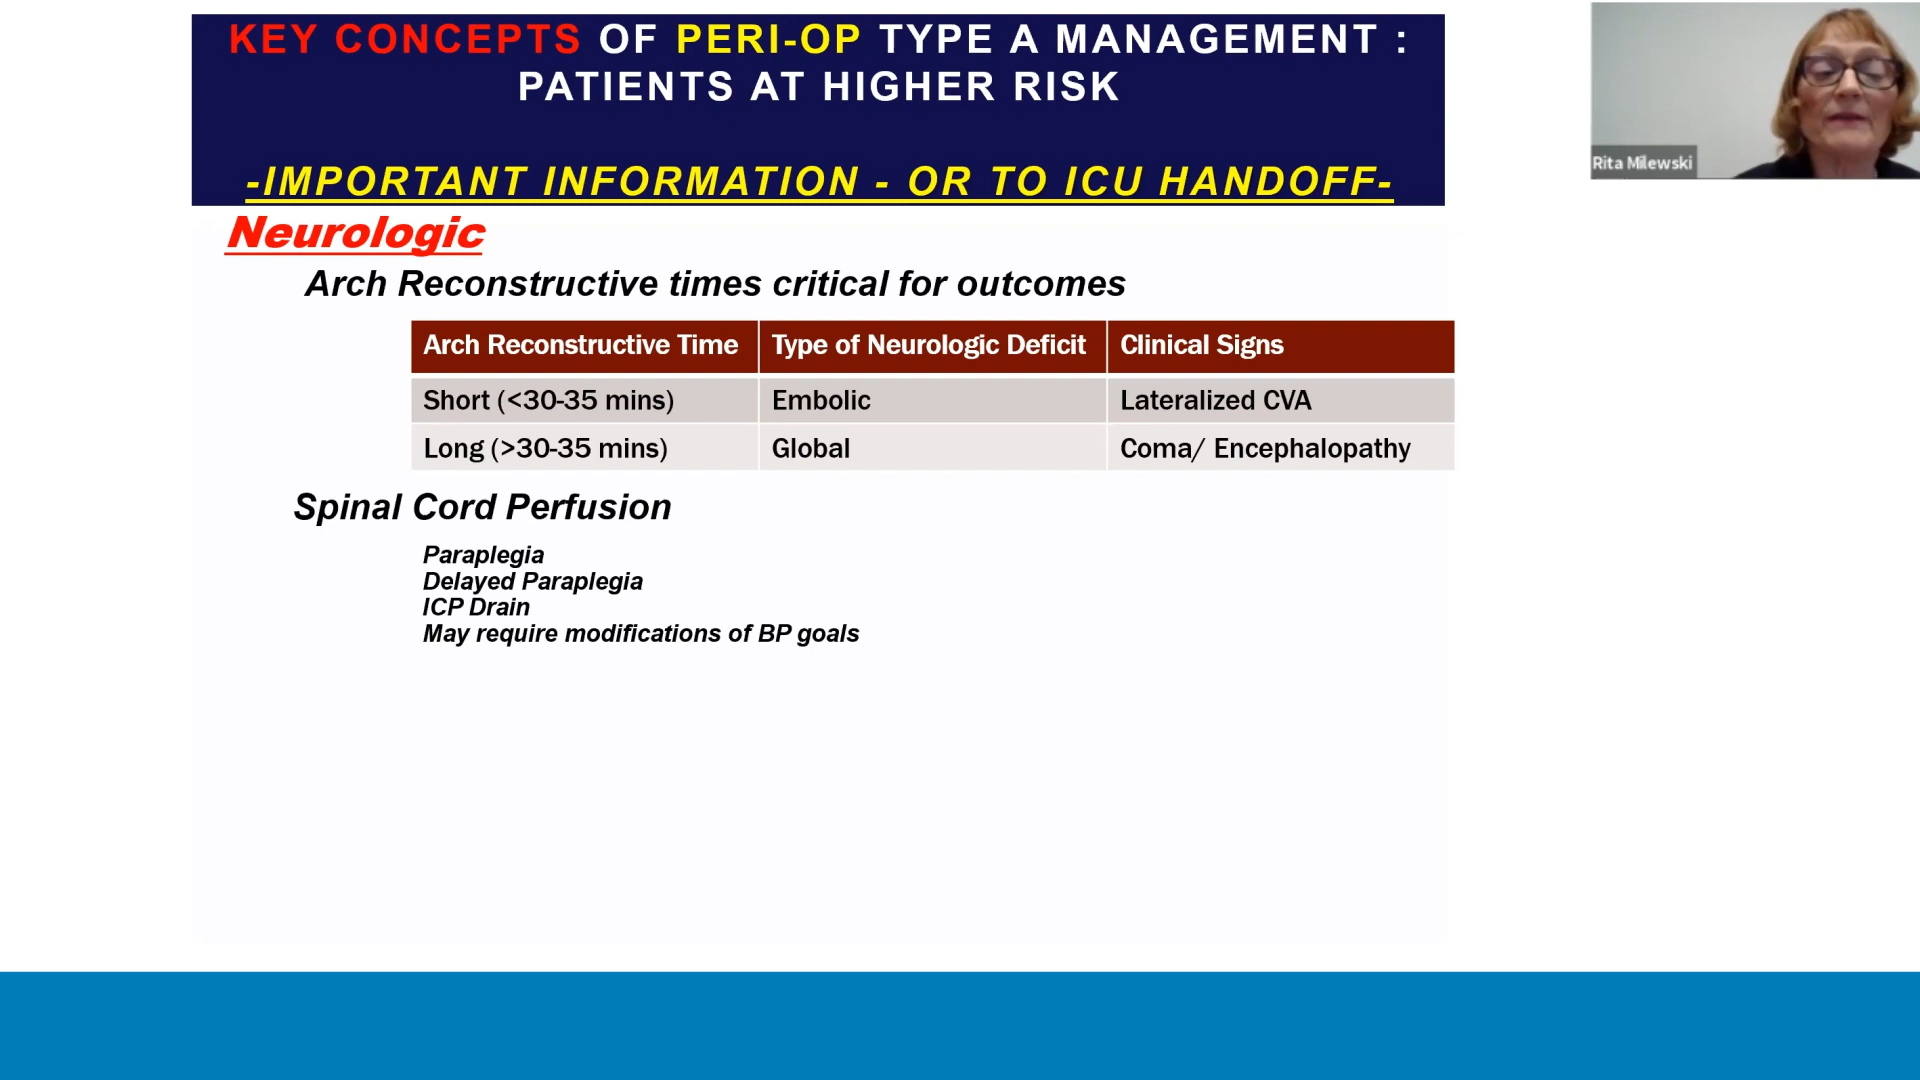 KEY CONCEPTS OF PERI-OP TYPE A MANAGEMENT :
PATIENTS AT HIGHER RISK
-IMPORTANT INFORMATION - OR TO ICU HANDOFF-
Rita Milewski
Neurologic
Arch Reconstructive times critical for outcomes
Arch Reconstructive Time Type of Neurologic Deficit Clinical Signs
Short (<30-35 mins) Embolic Lateralized CVA
Long (>30-35 mins) Global Coma/ Encephalopathy
Spinal Cord Perfusion
Paraplegia
Delayed Paraplegia
ICP Drain
May require modifications of BP goals